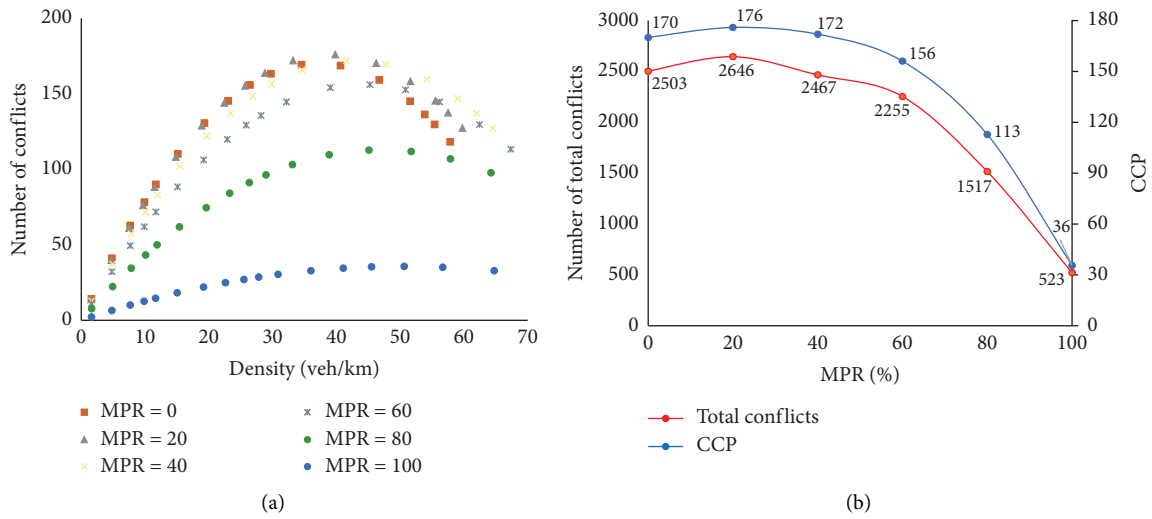 200
150
100
50
0
Number of conflicts
0 10 20 30 40 50 60 70
Density (veh/km)
MPR = 0
MPR = 20
MPR = 40
MPR = 60
MPR = 80
MPR = 100
(a)
3000
2500
2000
1500
1000
500
0
Number of total conflicts
170 176 172 156 113 36
2503 2646 2467 2255 1517 523
180
150
120
90
60
30
0
CCP
0 20 40 60 80 100
MPR (%)
Total conflicts
CCP
(b)